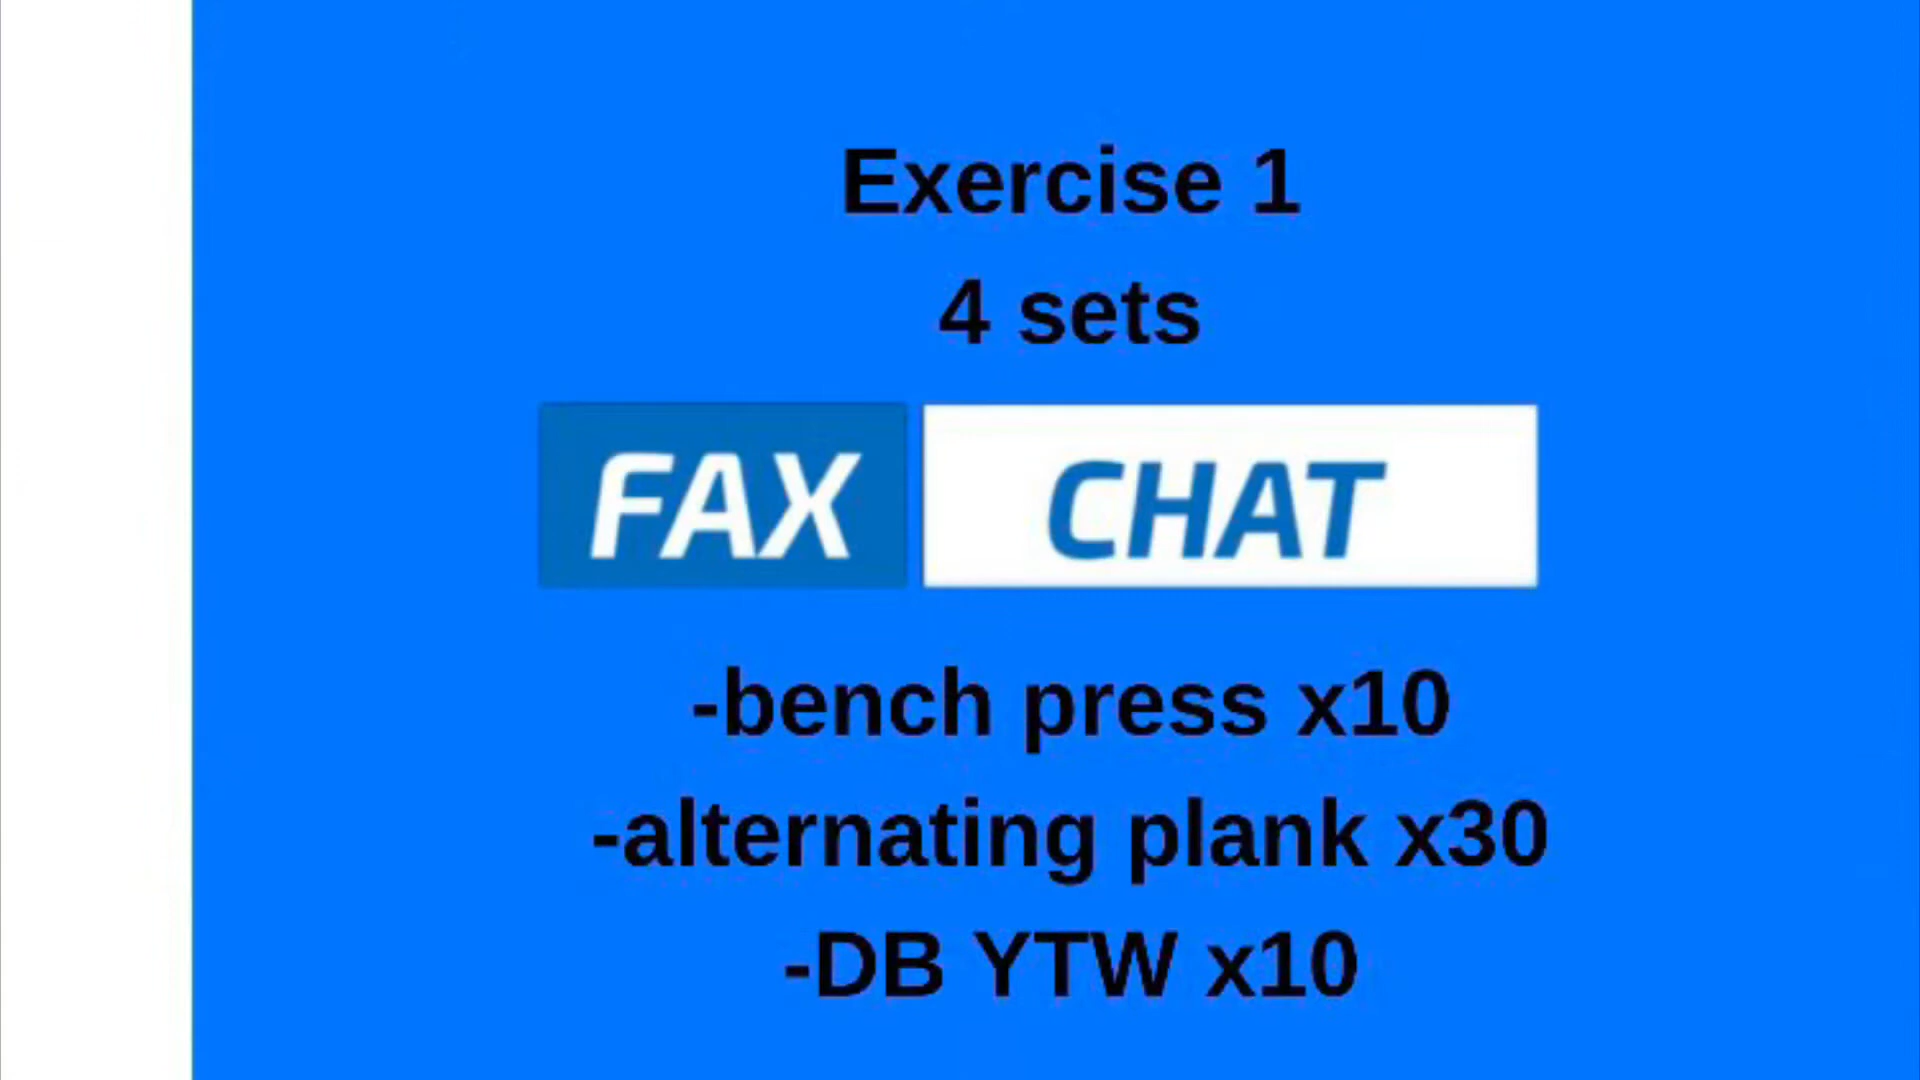 Exercise 1
4 sets
FAX CHAT
-bench press x10
-alternating plank x30
-DB YTW x10